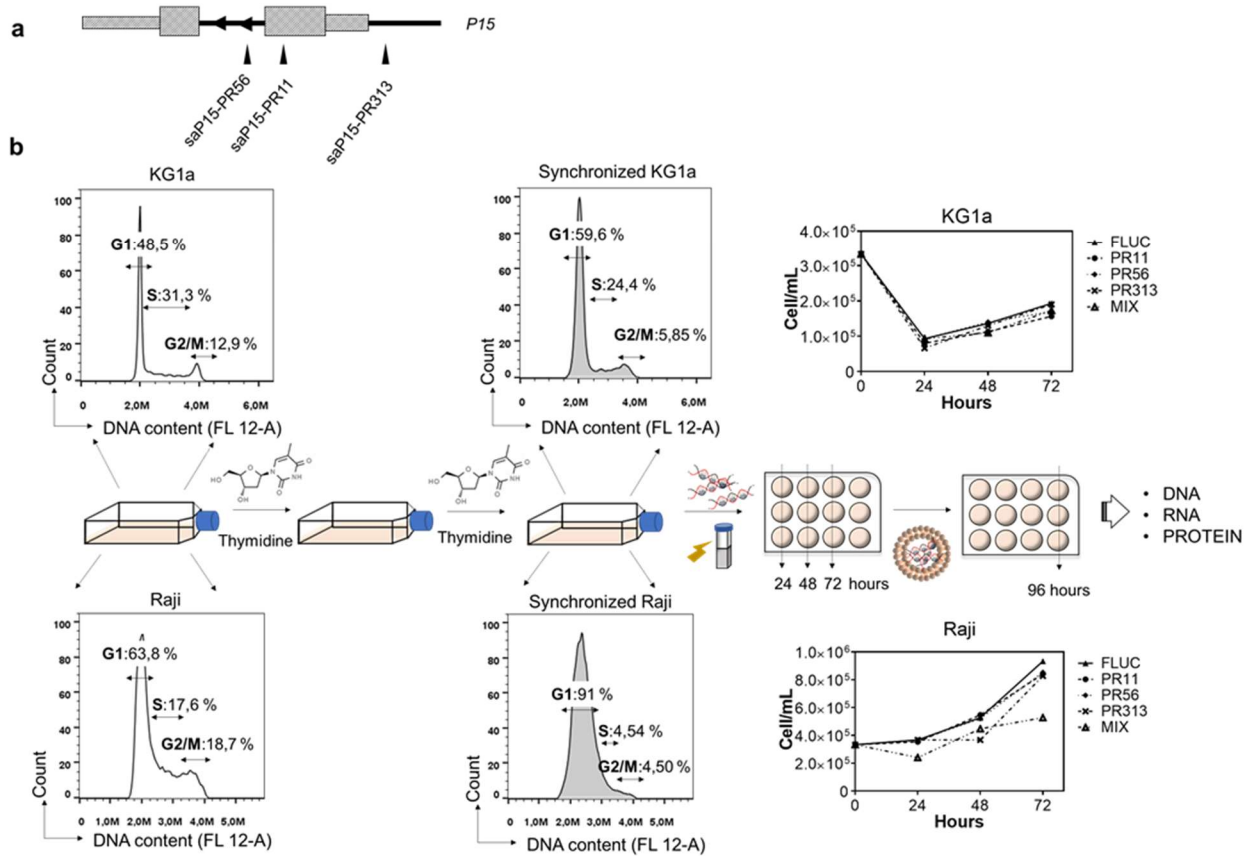 a
P15
saP15-PR56
saP15-PR11
saP15-PR313
b
KG1a
100
80
60
40
20
0
Count
G1:48,5 %
S:31,3 %
G2/M:12,9 %
0 2,0M 4,0M 6,0M
DNA content (FL 12-A)
Synchronized KG1a
100
80
60
40
20
0
Count
G1:59,6 %
S:24,4 %
G2/M:5,85 %
0 2,0M 4,0M 6,0M
DNA content (FL 12-A)
KG1a
4.0×10⁵
3.0×10⁵
2.0×10⁵
1.0×10⁵
0
Cell/mL
0 24 48 72
Hours
FLUC
PR11
PR56
PR313
MIX
HO
O
N
O
NH
O
OH
Thymidine
HO
O
N
O
NH
O
OH
Thymidine
24 48 72 hours
96 hours
• DNA
• RNA
• PROTEIN
Raji
100
80
60
40
20
0
Count
G1:63,8 %
S:17,6 %
G2/M:18,7 %
0 1,0M 2,0M 3,0M 4,0M 5,0M
DNA content (FL 12-A)
Synchronized Raji
100
80
60
40
20
0
Count
G1:91 %
S:4,54 %
G2/M:4,50 %
0 1,0M 2,0M 3,0M 4,0M 5,0M
DNA content (FL 12-A)
Raji
1.0×10⁶
8.0×10⁵
6.0×10⁵
4.0×10⁵
2.0×10⁵
0
Cell/mL
0 24 48 72
Hours
FLUC
PR11
PR56
PR313
MIX